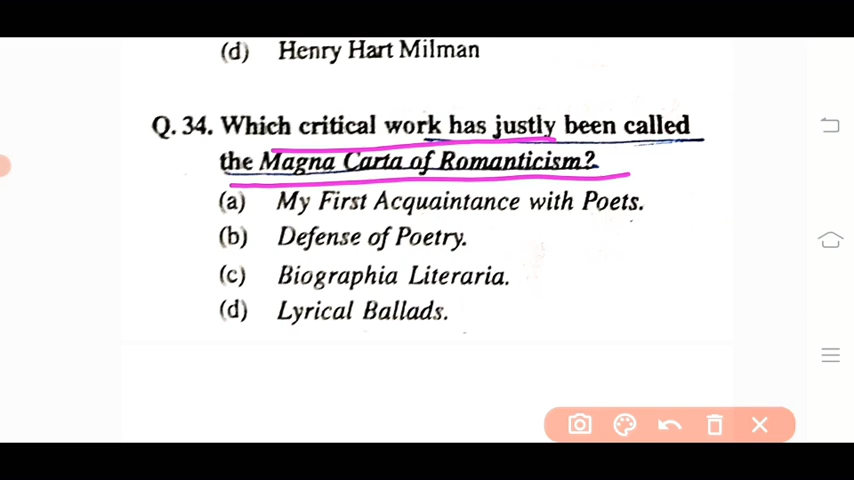 (d) Henry Hart Milman
Q. 34. Which critical work has justly been called
the Magna Carta of Romanticism?
(a) My First Acquaintance with Poets.
(b) Defense of Poetry.
(c) Biographia Literaria.
(d) Lyrical Ballads.